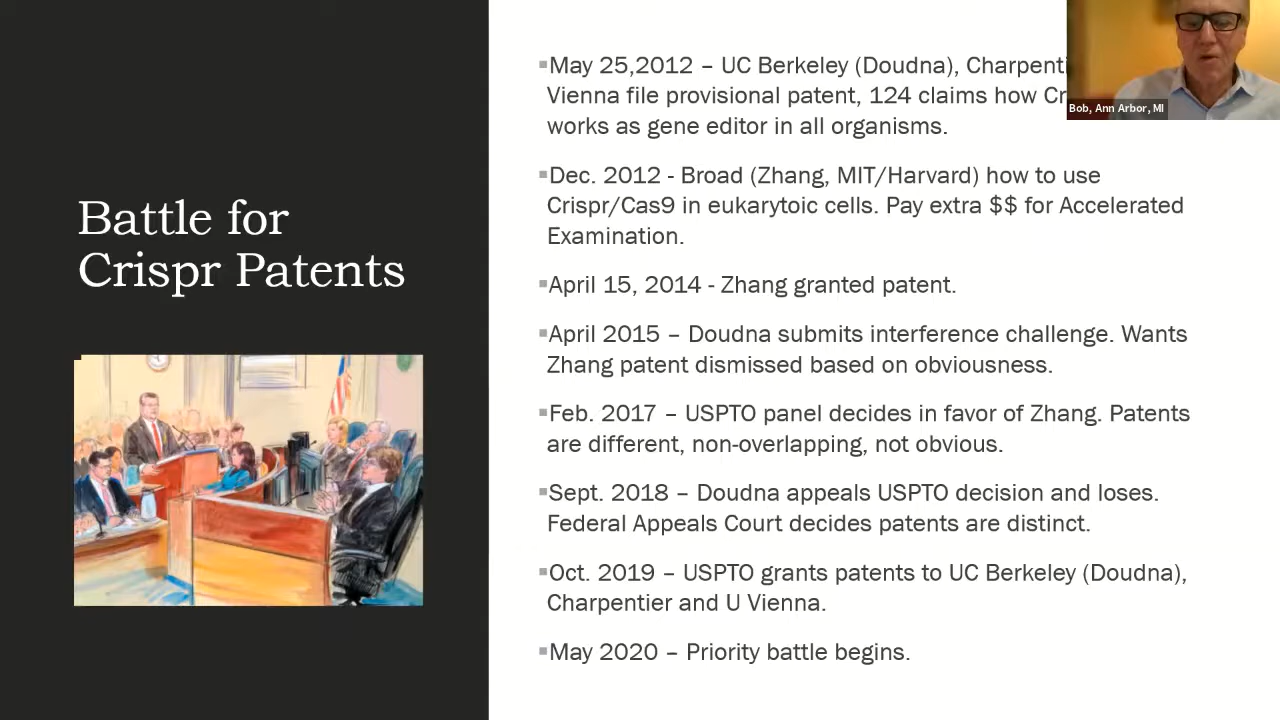 Battle for
Crispr Patents
▪May 25,2012 – UC Berkeley (Doudna),
Vienna file provisional patent, 124 claims how
works as gene editor in all organisms.
▪Dec. 2012 - Broad (Zhang, MIT/Harvard) how to use
Crispr/Cas9 in eukarytoic cells. Pay extra $$ for Accelerated
Examination.
▪April 15, 2014 - Zhang granted patent.
▪April 2015 – Doudna submits interference challenge. Wants
Zhang patent dismissed based on obviousness.
▪Feb. 2017 – USPTO panel decides in favor of Zhang. Patents
are different, non-overlapping, not obvious.
▪Sept. 2018 – Doudna appeals USPTO decision and loses.
Federal Appeals Court decides patents are distinct.
▪Oct. 2019 – USPTO grants patents to UC Berkeley (Doudna),
Charpentier and U Vienna.
▪May 2020 – Priority battle begins.
Bob, Ann Arbor, MI